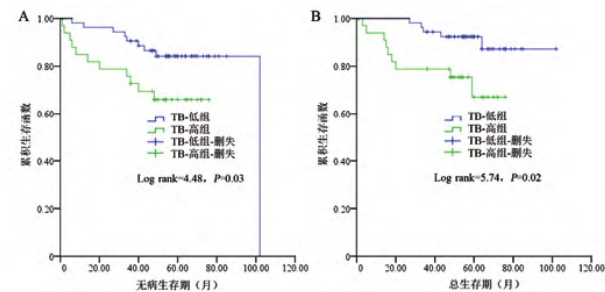 A
累积生存函数
1.00
0.80
0.60
0.40
0.20
0.00
0
20.00
40.00
60.00
80.00
100.00
120.00
TB-低组
TB-高组
TB-低组-删失
TB-高组-删失
Log rank=4.48，P=0.03
无病生存期（月）
B
累积生存函数
1.00
0.80
0.60
0.40
0.20
0.00
0
20.00
40.00
60.00
80.00
100.00
120.00
TB-低组
TB-高组
TB-低组-删失
TB-高组-删失
Log rank=5.74，P=0.02
总生存期（月）